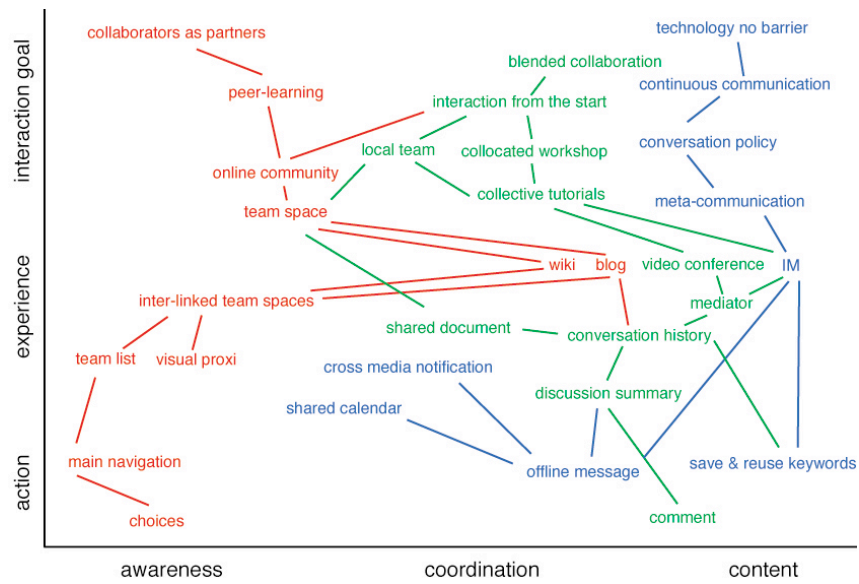 technology no barrier
collaborators as partners
blended collaboration
continuous communication
peer-learning
interaction from the start
interaction goal
conversation policy
local team
collocated workshop
online community
collective tutorials
meta-communication
team space
wiki
blog
video conference
IM
experience
inter-linked team spaces
mediator
shared document
conversation history
team list
visual proxi
cross media notification
discussion summary
shared calendar
action
main navigation
offline message
save & reuse keywords
choices
comment
awareness
coordination
content